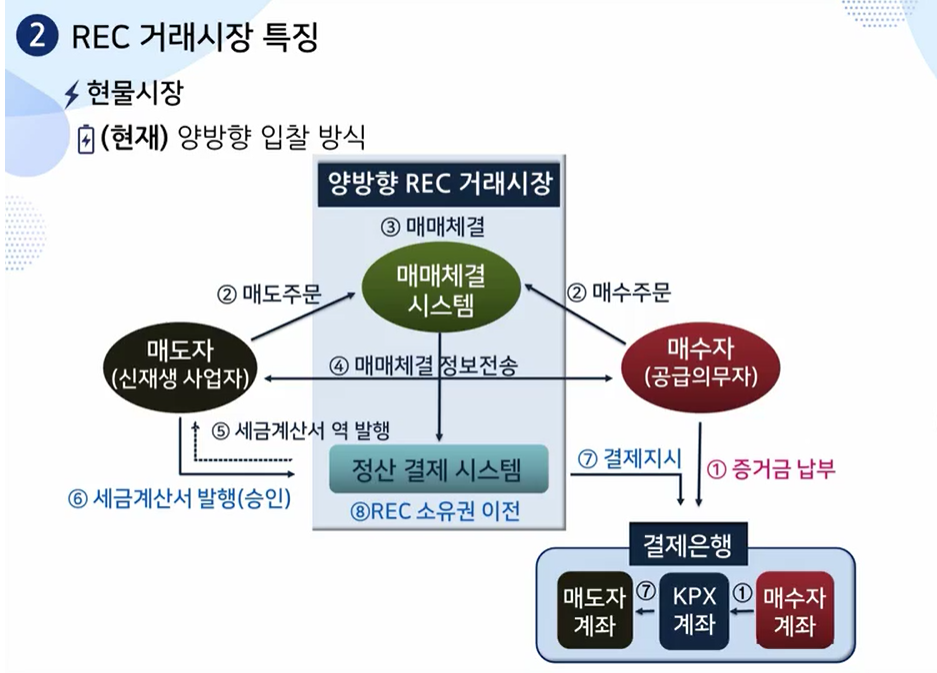 2 REC 거래시장 특징
현물시장
(현재) 양방향 입찰 방식
양방향 REC 거래시장
③ 매매체결
매매체결
시스템
② 매도주문
② 매수주문
매도자
(신재생 사업자)
매수자
(공급의무자)
④ 매매체결 정보전송
⑤ 세금계산서 역 발행
정산 결제 시스템
⑦ 결제지시
① 증거금 납부
⑥ 세금계산서 발행(승인)
⑧REC 소유권 이전
결제은행
매도자
계좌
⑦
KPX
계좌
①
매수자
계좌